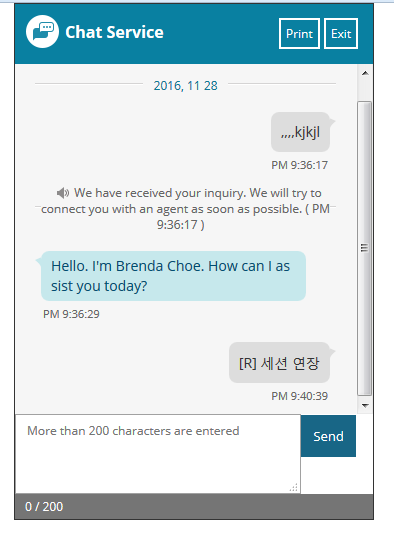 Chat Service
Print
Exit
2016, 11 28
,,,,kjkjl
PM 9:36:17
We have received your inquiry. We will try to
connect you with an agent as soon as possible. ( PM
9:36:17 )
Hello. I'm Brenda Choe. How can I as
sist you today?
PM 9:36:29
[R] 세션 연장
PM 9:40:39
More than 200 characters are entered
Send
0 / 200